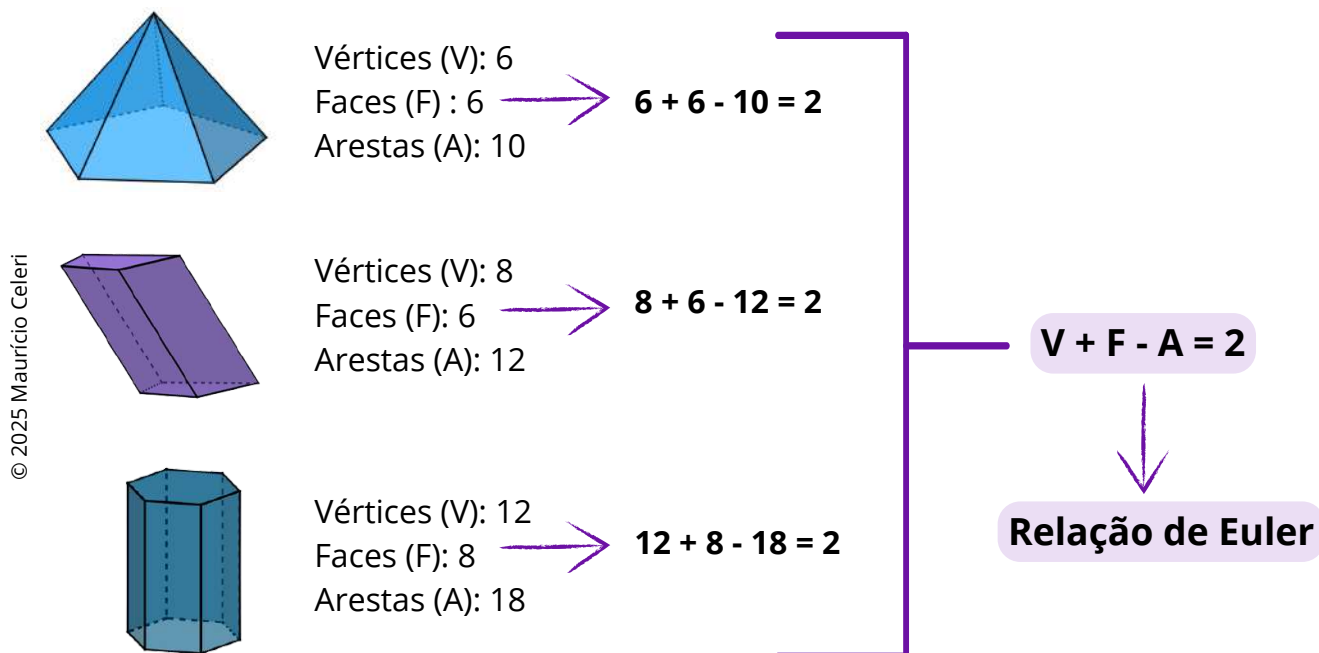 Vértices (V): 6
Faces (F) : 6
Arestas (A): 10
6 + 6 - 10 = 2
Vértices (V): 8
Faces (F): 6
Arestas (A): 12
8 + 6 - 12 = 2
Vértices (V): 12
Faces (F): 8
Arestas (A): 18
12 + 8 - 18 = 2
V + F - A = 2
Relação de Euler
© 2025 Maurício Celeri